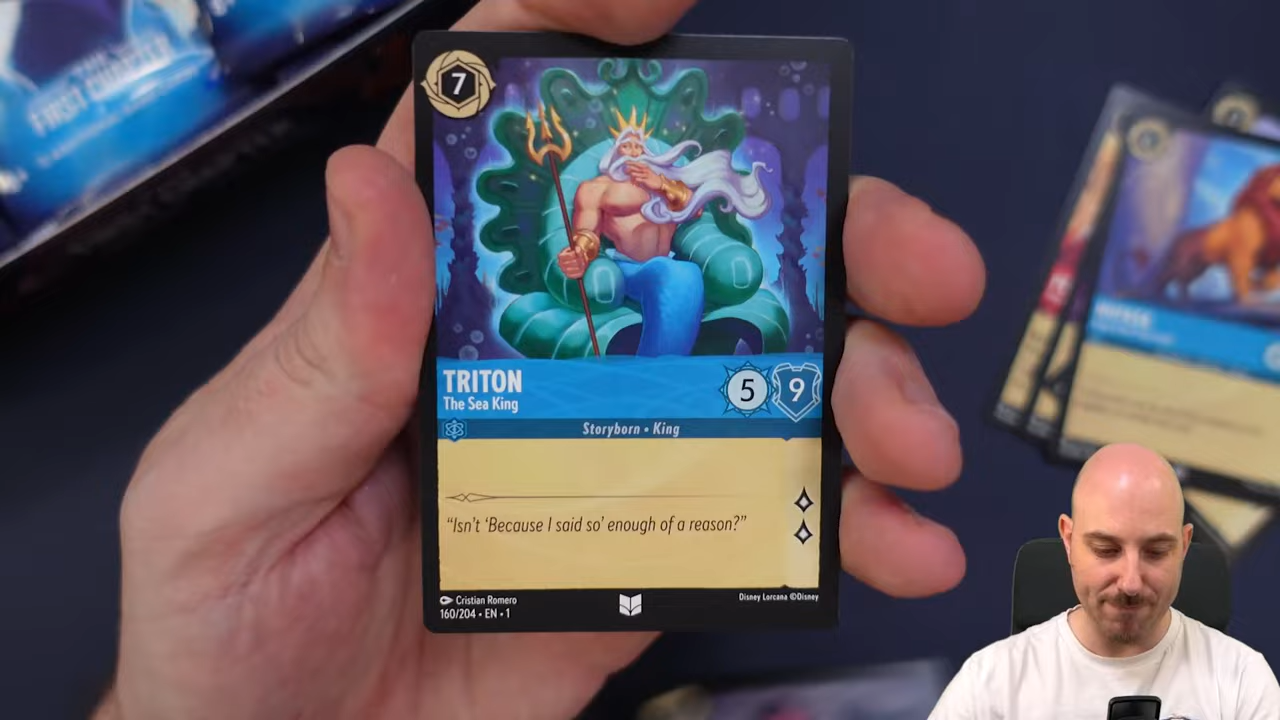 FIRST CHAPTER
7
TRITON
The Sea King
5
9
Storyborn • King
“Isn't ‘Because I said so’ enough of a reason?”
Cristian Romero
Disney Lorcana ©Disney
160/204 • EN • 1